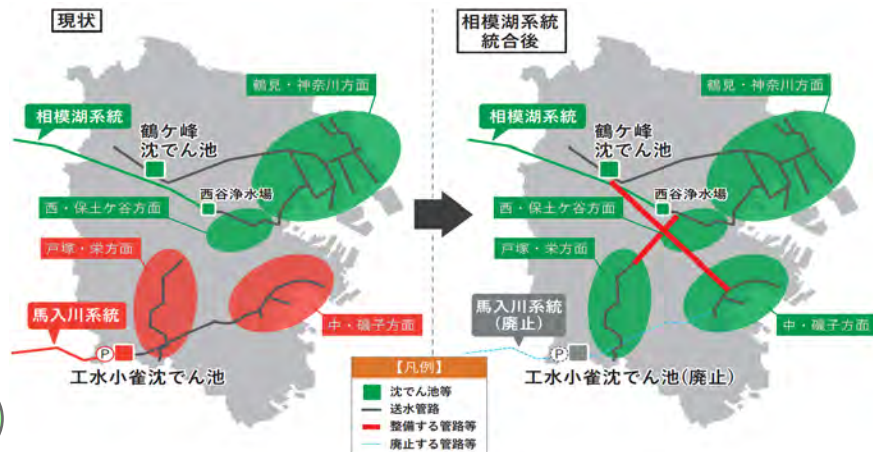 現状
相模湖系統
統合後
鶴見・神奈川方面
相模湖系統
鶴ケ峰
沈でん池
西谷浄水場
西・保土ケ谷方面
戸塚・栄方面
馬入川系統
P
工水小雀沈でん池
中・磯子方面
鶴見・神奈川方面
相模湖系統
鶴ケ峰
沈でん池
西谷浄水場
西・保土ケ谷方面
戸塚・栄方面
馬入川系統
(廃止)
P
工水小雀沈でん池(廃止)
中・磯子方面
【凡例】
沈でん池等
送水管路
整備する管路等
廃止する管路等